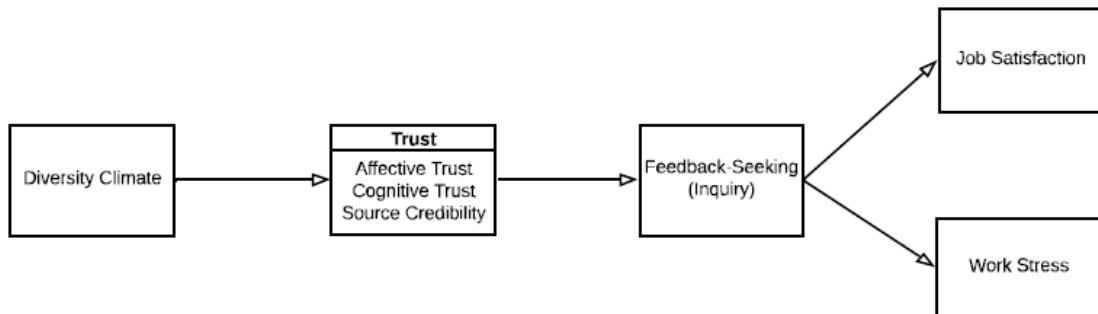 Diversity Climate
Trust
Affective Trust
Cognitive Trust
Source Credibility
Feedback-Seeking
(Inquiry)
Job Satisfaction
Work Stress